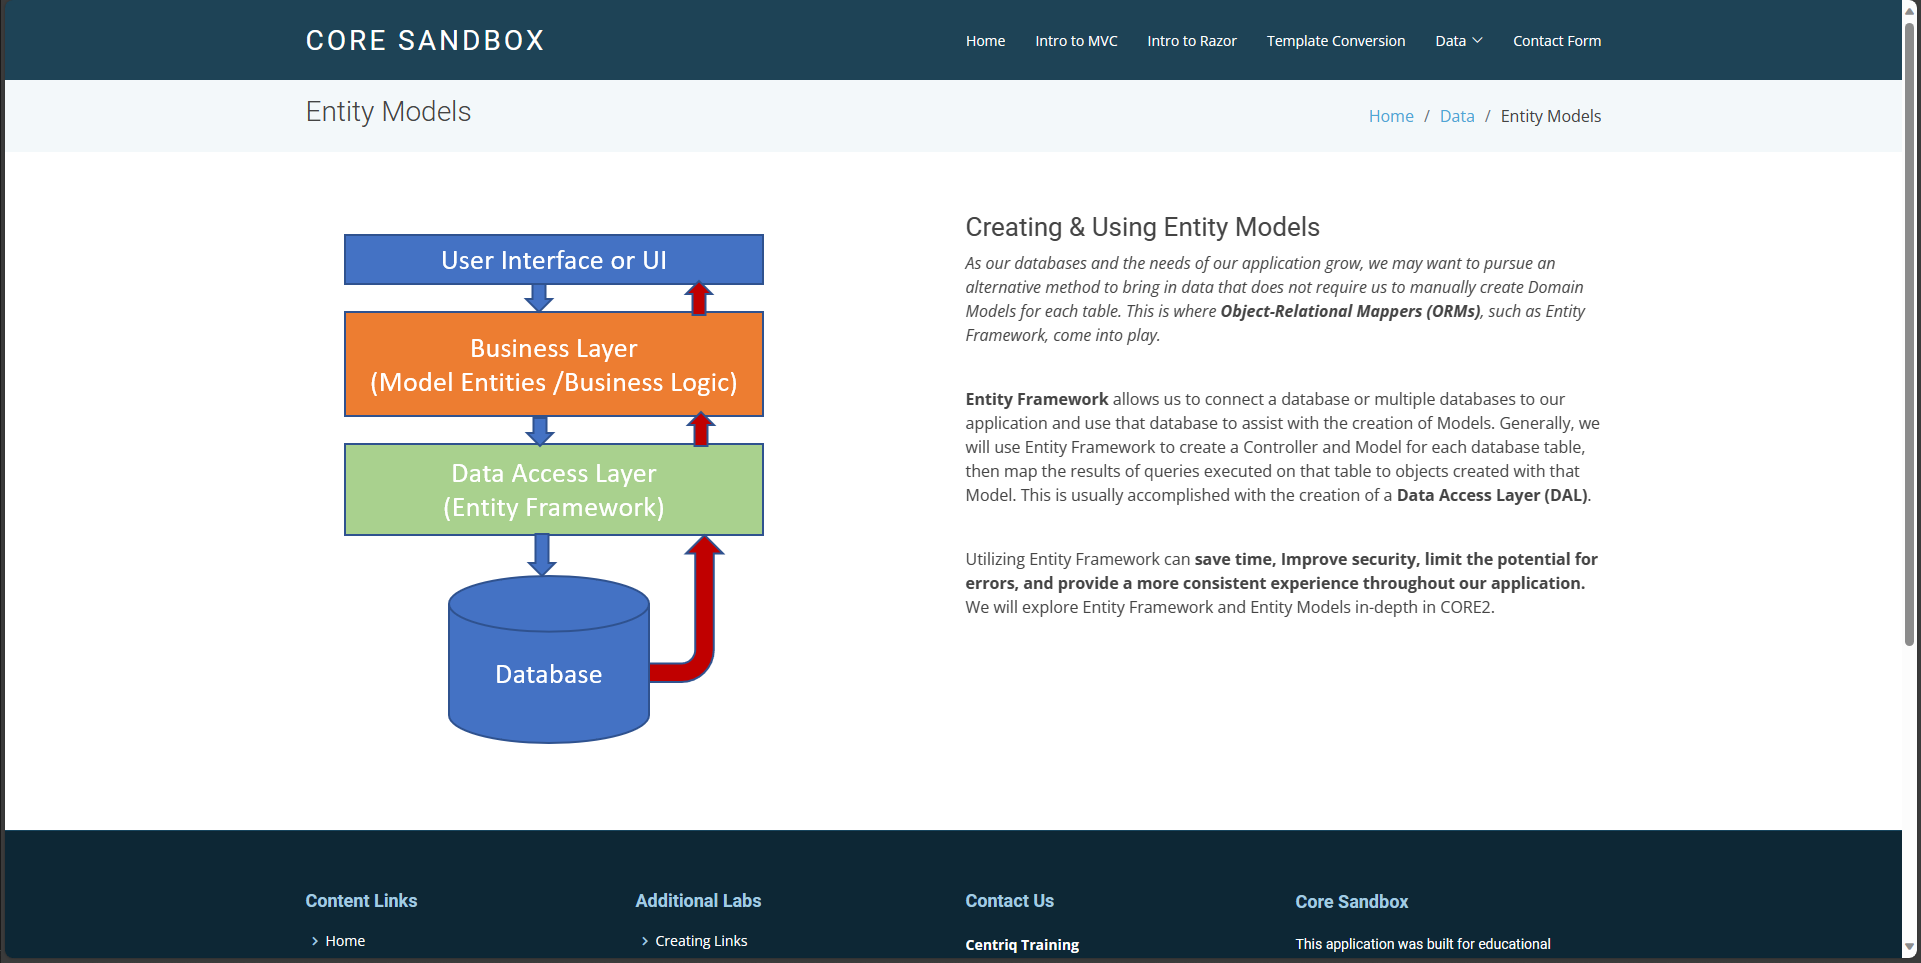 CORE SANDBOX
Home
Intro to MVC
Intro to Razor
Template Conversion
Data
Contact Form
Entity Models
Home / Data / Entity Models
User Interface or UI
Business Layer
(Model Entities /Business Logic)
Data Access Layer
(Entity Framework)
Database
Creating & Using Entity Models
As our databases and the needs of our application grow, we may want to pursue an
alternative method to bring in data that does not require us to manually create Domain
Models for each table. This is where Object-Relational Mappers (ORMs), such as Entity
Framework, come into play.
Entity Framework allows us to connect a database or multiple databases to our
application and use that database to assist with the creation of Models. Generally, we
will use Entity Framework to create a Controller and Model for each database table,
then map the results of queries executed on that table to objects created with that
Model. This is usually accomplished with the creation of a Data Access Layer (DAL).
Utilizing Entity Framework can save time, Improve security, limit the potential for
errors, and provide a more consistent experience throughout our application.
We will explore Entity Framework and Entity Models in-depth in CORE2.
Content Links
Home
Additional Labs
Creating Links
Contact Us
Centriq Training
Core Sandbox
This application was built for educational